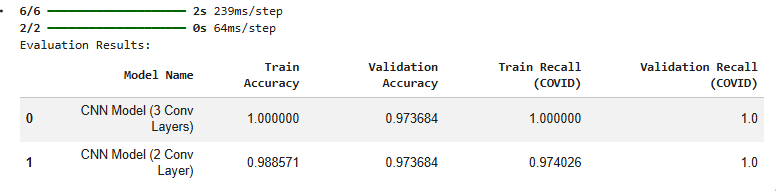 6/6 ━━━━━━━━━━━━━━━━━━━━ 2s 239ms/step
2/2 ━━━━━━━━━━━━━━━━━━━━ 0s 64ms/step
Evaluation Results:
Model Name Train Accuracy Validation Accuracy Train Recall (COVID) Validation Recall (COVID)
0 CNN Model (3 Conv Layers) 1.000000 0.973684 1.000000 1.0
1 CNN Model (2 Conv Layer) 0.988571 0.973684 0.974026 1.0